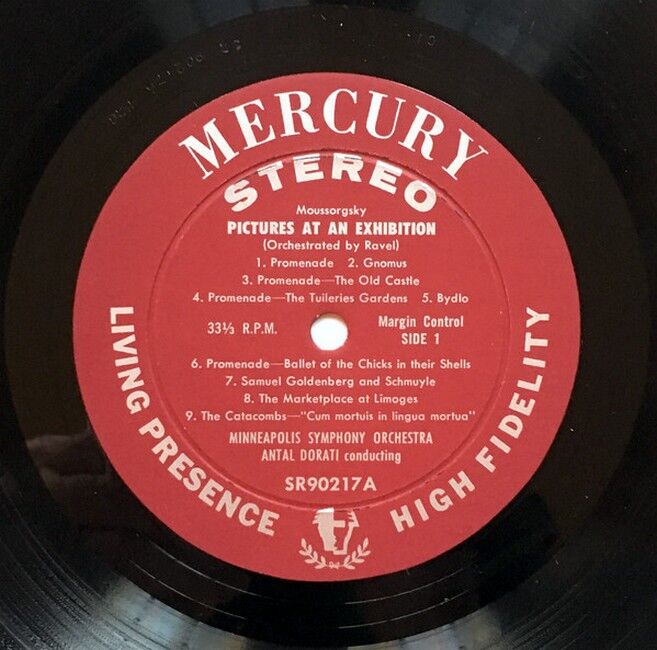 MERCURY
STEREO
Moussorgsky
PICTURES AT AN EXHIBITION
(Orchestrated by Ravel)
1. Promenade 2. Gnomus
3. Promenade—The Old Castle
4. Promenade—The Tuileries Gardens 5. Bydlo
33⅓ R.P.M.
Margin Control
SIDE 1
6. Promenade—Ballet of the Chicks in their Shells
7. Samuel Goldenberg and Schmuyle
8. The Marketplace at Limoges
9. The Catacombs—"Cum mortuis in lingua mortua"
MINNEAPOLIS SYMPHONY ORCHESTRA
ANTAL DORATI conducting
SR90217A
LIVING PRESENCE
HIGH FIDELITY